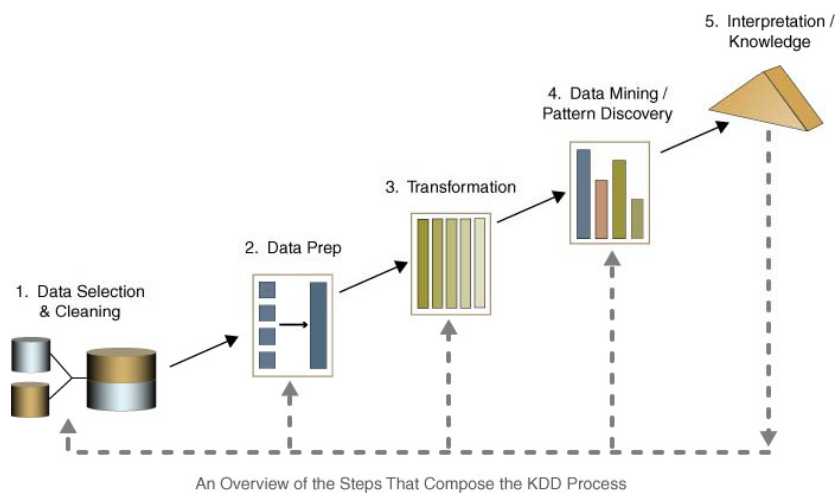 1. Data Selection
& Cleaning
2. Data Prep
3. Transformation
4. Data Mining /
Pattern Discovery
5. Interpretation /
Knowledge
An Overview of the Steps That Compose the KDD Process